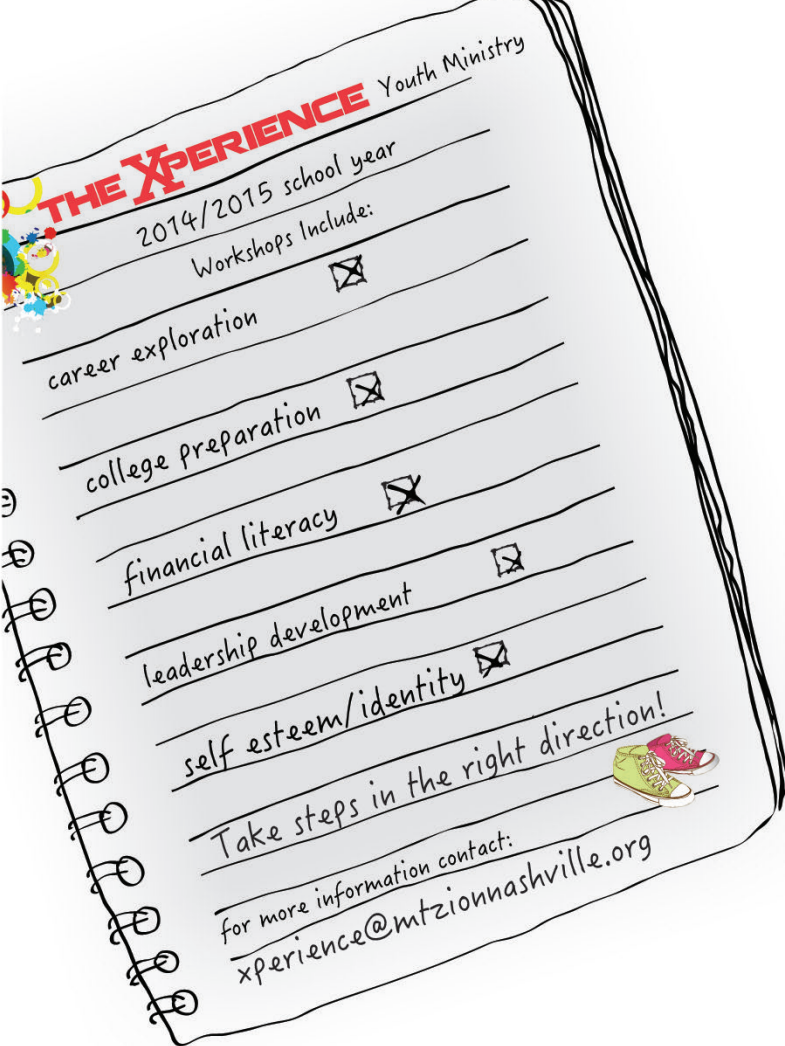 THE XPERIENCE Youth Ministry
2014/2015 school year
Workshops Include:
career exploration
college preparation
financial literacy
leadership development
self esteem/identity
Take steps in the right direction!
for more information contact:
xperience@mtzionnashville.org